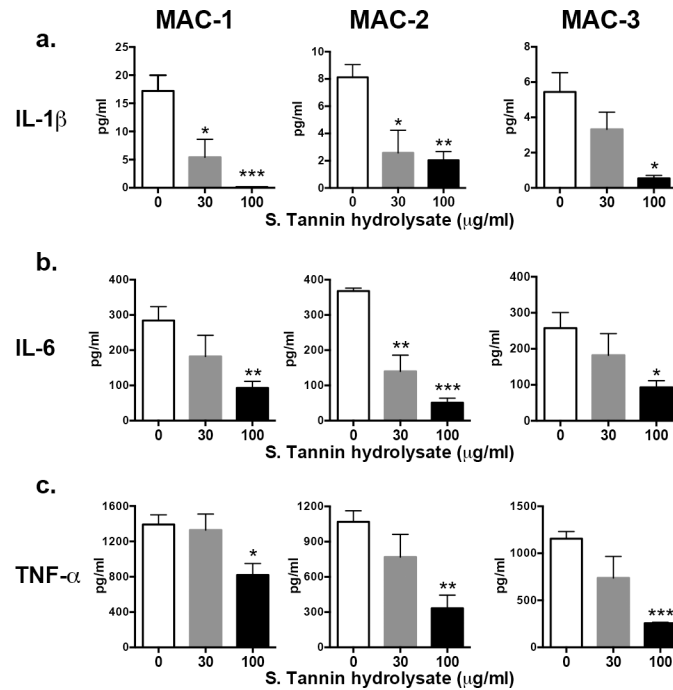 MAC-1 MAC-2 MAC-3
a.
IL-1β
pg/ml
25
20
15
10
5
0
*
***
0 30 100
pg/ml
10
8
6
4
2
0
*
**
0 30 100
pg/ml
8
6
4
2
0
*
0 30 100
S. Tannin hydrolysate (μg/ml)
b.
IL-6
pg/ml
400
300
200
100
0
**
0 30 100
pg/ml
400
300
200
100
0
**
***
0 30 100
pg/ml
400
300
200
100
0
*
0 30 100
S. Tannin hydrolysate (μg/ml)
c.
TNF-α
pg/ml
1600
1200
800
400
0
*
0 30 100
pg/ml
1200
900
600
300
0
**
0 30 100
pg/ml
1500
1000
500
0
***
0 30 100
S. Tannin hydrolysate (μg/ml)